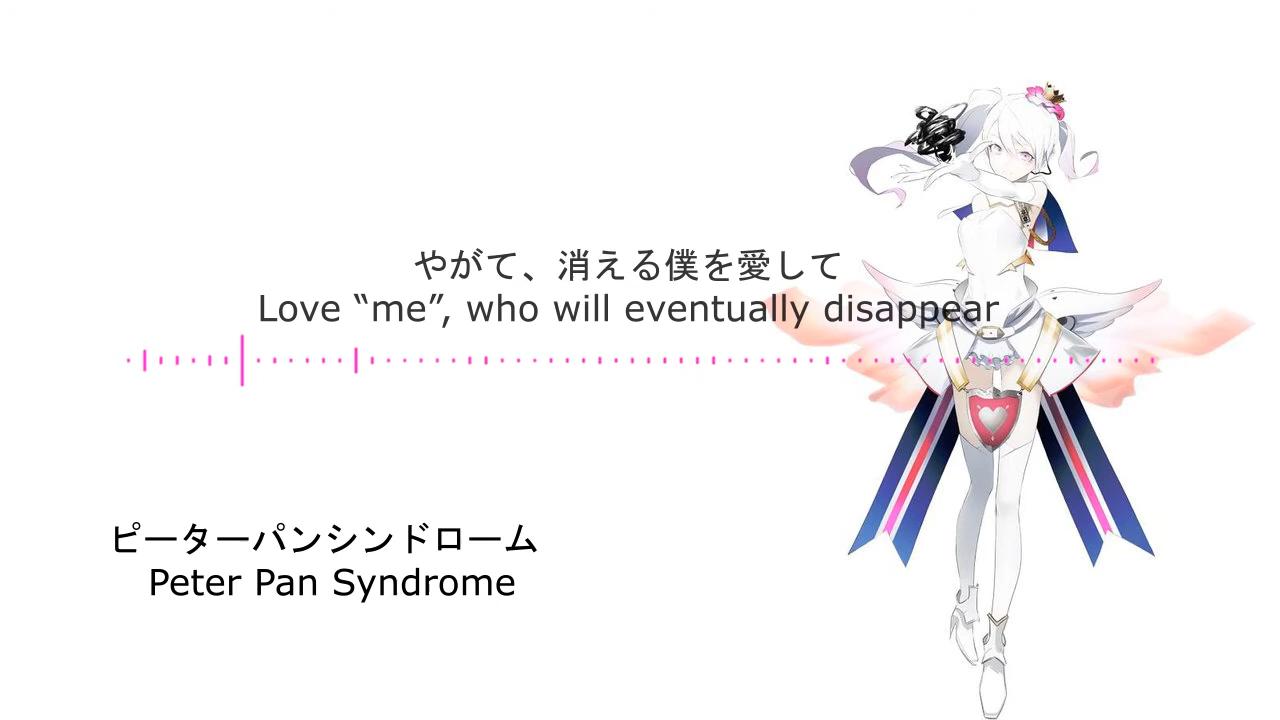 やがて、消える僕を愛して
Love “me”, who will eventually disappear
ピーターパンシンドローム
Peter Pan Syndrome